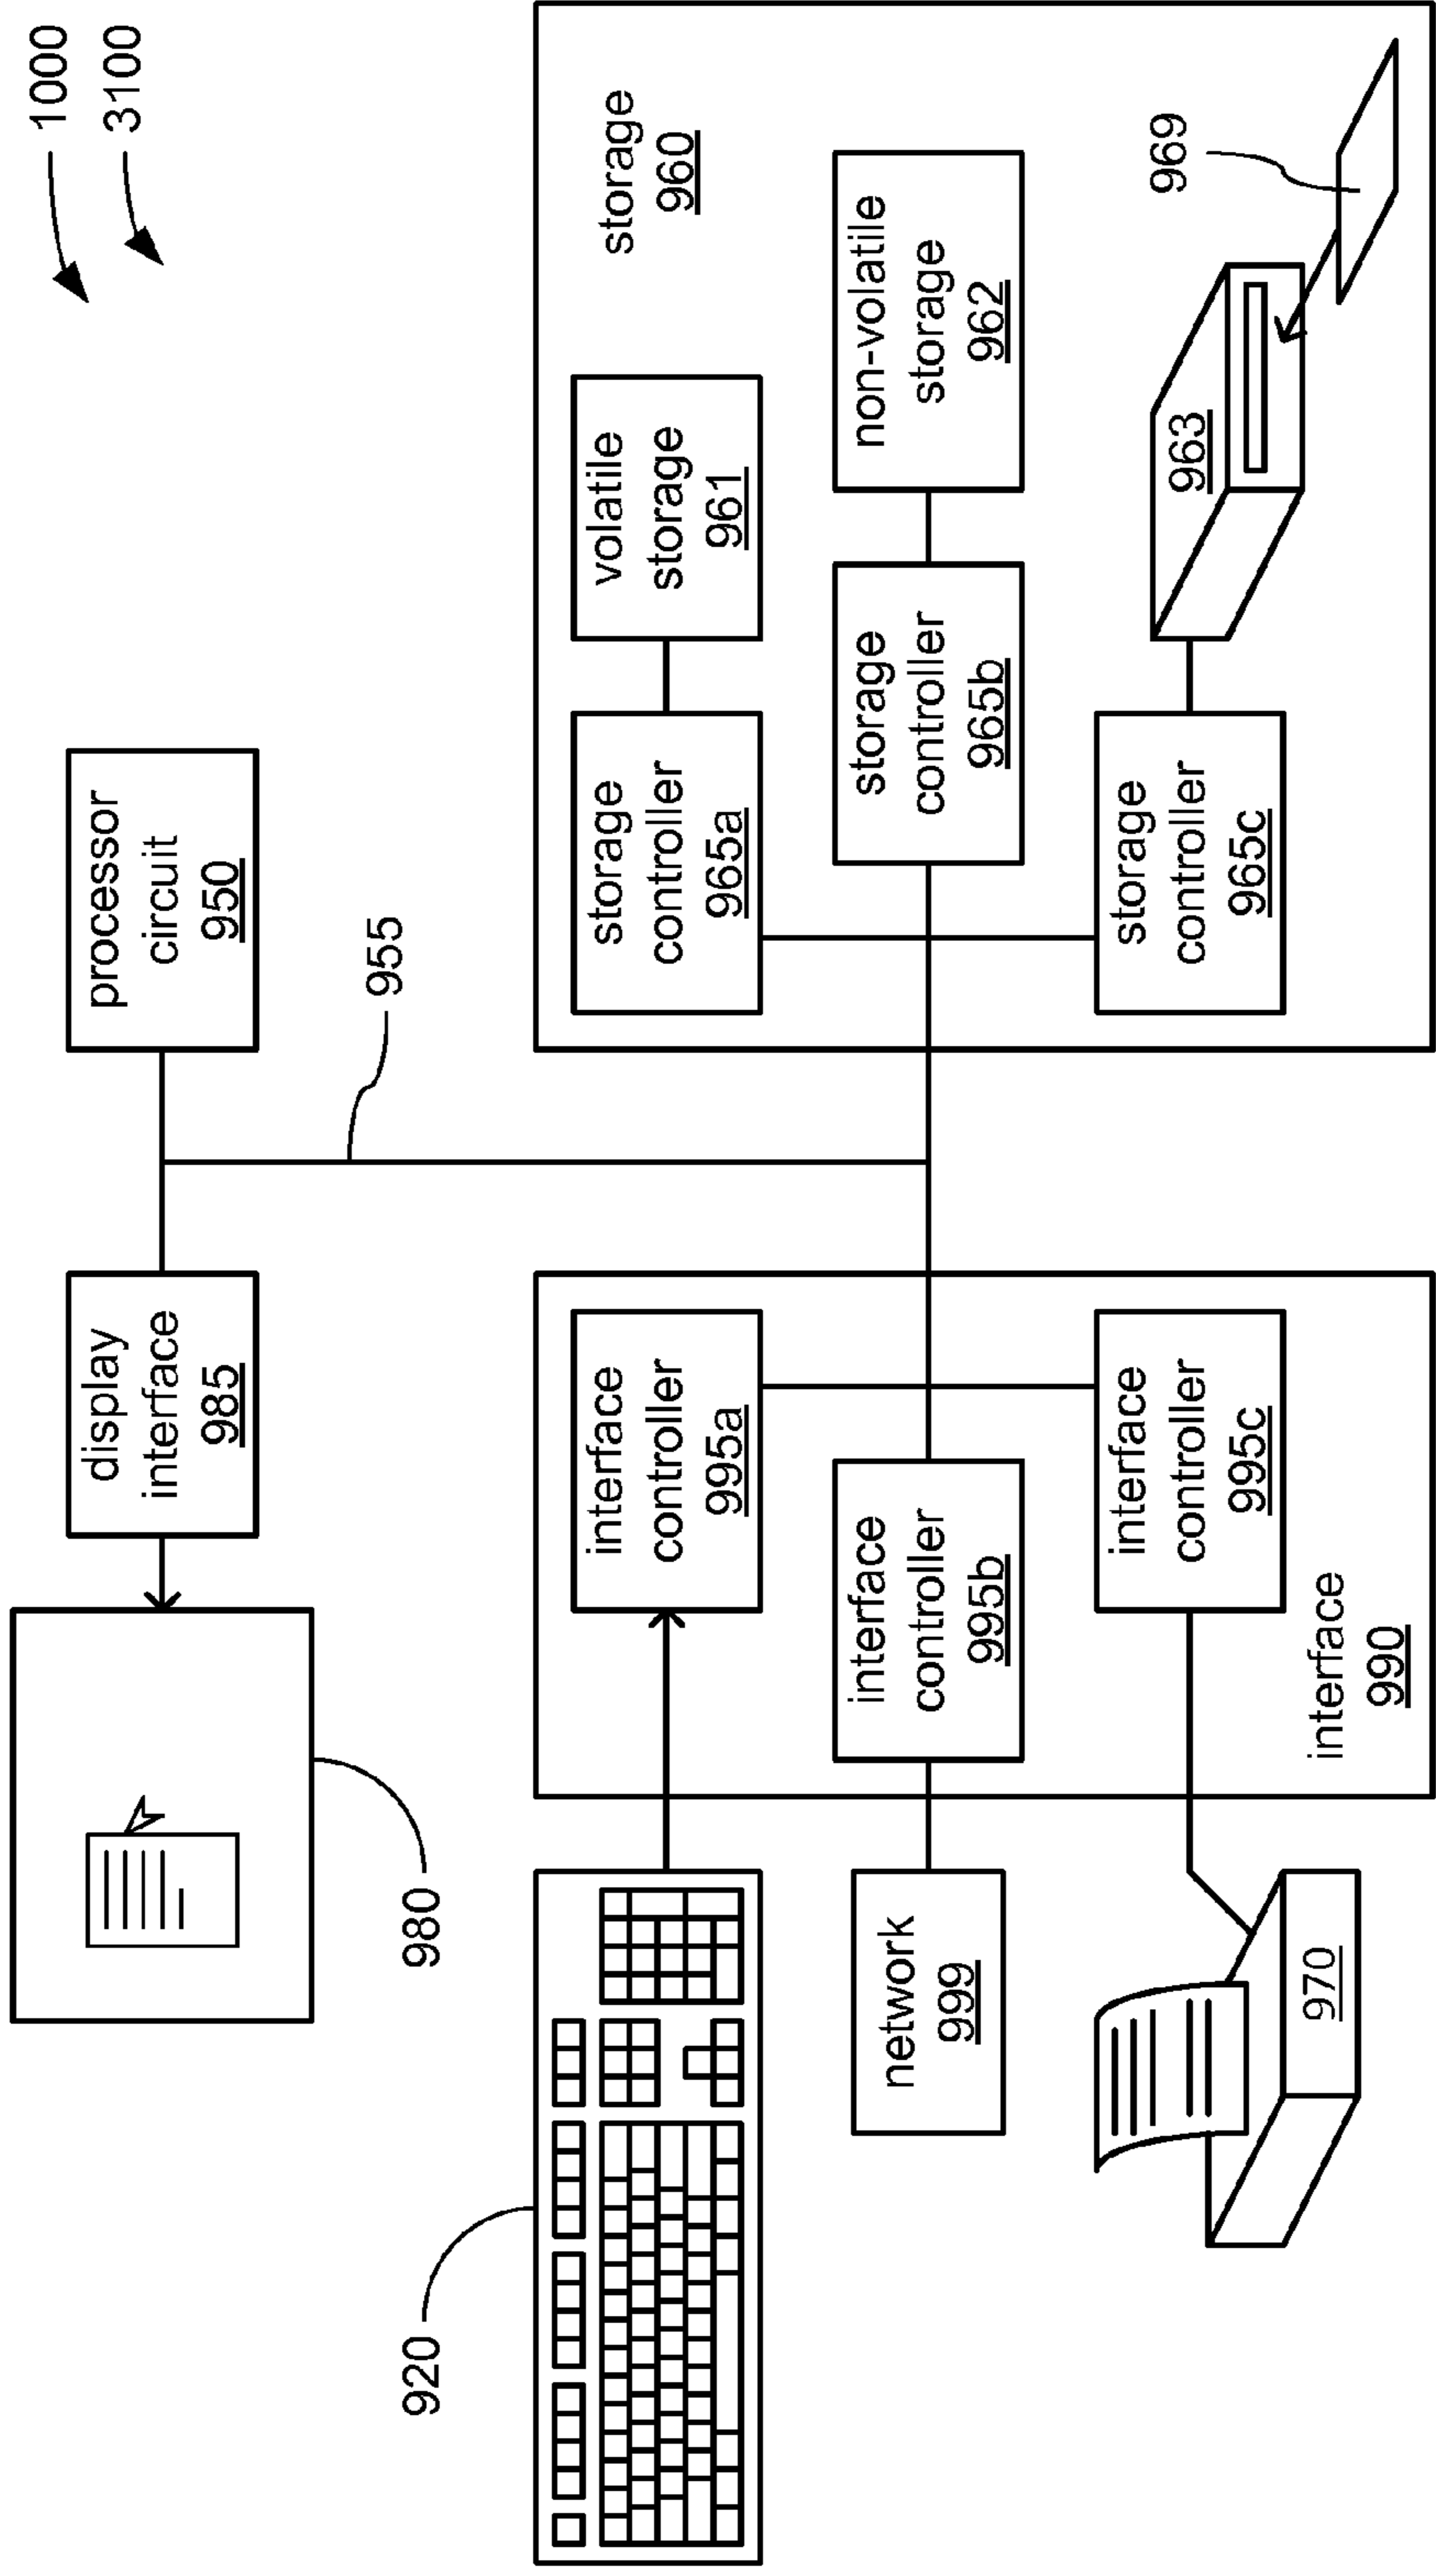 1000
3100
processor
circuit
950
display
interface
985
980
955
920
storage
960
volatile
storage
961
storage
controller
965a
non-volatile
storage
962
storage
controller
965b
963
969
storage
controller
965c
interface
controller
995a
interface
controller
995b
interface
controller
995c
interface
990
network
999
970